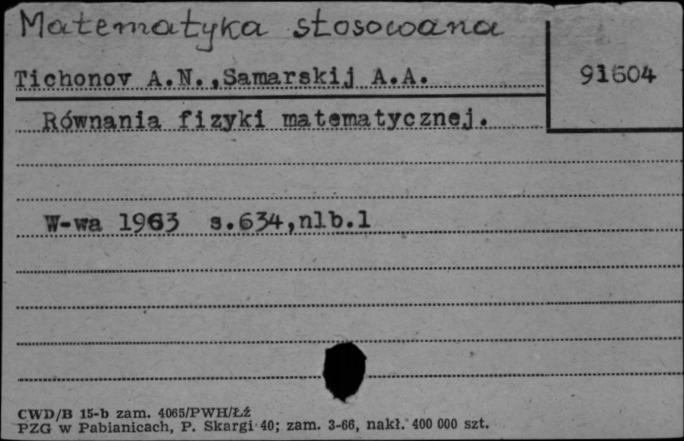 Matematyka stosowana
Tichonov A.N.,Samarskij A.A.
91604
Równania fizyki matematycznej.
W-wa 1963 s.634,nlb.1
CWD/B 15-b zam. 4065/PWH/Łź
PZG w Pabianicach, P. Skargi 40; zam. 3-66, nakł. 400 000 szt.